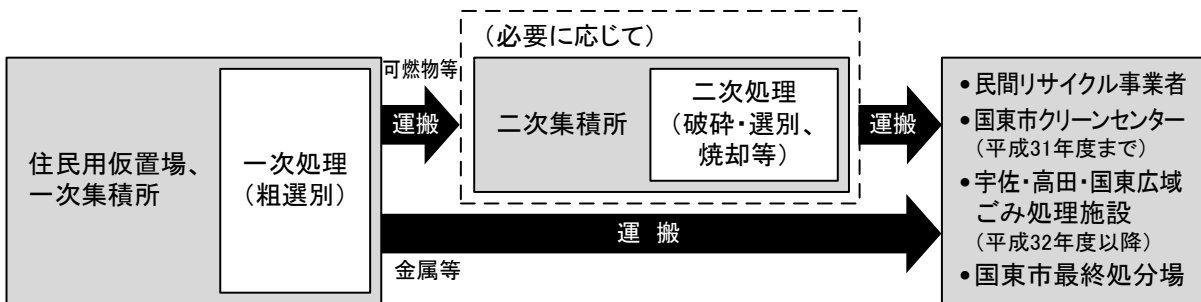 住民用仮置場、
一次集積所
一次処理
（粗選別）
可燃物等
運搬
（必要に応じて）
二次集積所
二次処理
（破砕・選別、
焼却等）
運搬
運 搬
金属等
●民間リサイクル事業者
●国東市クリーンセンター
（平成31年度まで）
●宇佐・高田・国東広域
ごみ処理施設
（平成32年度以降）
●国東市最終処分場